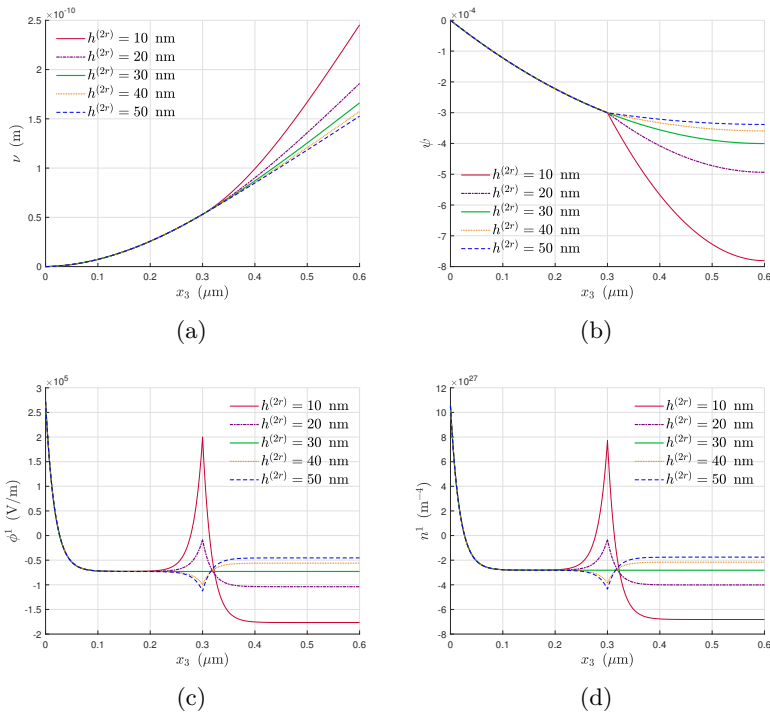 ×10⁻¹⁰
2.5
2
1.5
1
0.5
0
0 0.1 0.2 0.3 0.4 0.5 0.6
ν (m)
x₃ (μm)
h⁽²ʳ⁾ = 10 nm
h⁽²ʳ⁾ = 20 nm
h⁽²ʳ⁾ = 30 nm
h⁽²ʳ⁾ = 40 nm
h⁽²ʳ⁾ = 50 nm
(a)
×10⁻⁴
0
-1
-2
-3
-4
-5
-6
-7
-8
0 0.1 0.2 0.3 0.4 0.5 0.6
ψ
x₃ (μm)
h⁽²ʳ⁾ = 10 nm
h⁽²ʳ⁾ = 20 nm
h⁽²ʳ⁾ = 30 nm
h⁽²ʳ⁾ = 40 nm
h⁽²ʳ⁾ = 50 nm
(b)
×10⁵
3
2.5
2
1.5
1
0.5
0
-0.5
-1
-1.5
-2
0 0.1 0.2 0.3 0.4 0.5 0.6
ϕ¹ (V/m)
x₃ (μm)
h⁽²ʳ⁾ = 10 nm
h⁽²ʳ⁾ = 20 nm
h⁽²ʳ⁾ = 30 nm
h⁽²ʳ⁾ = 40 nm
h⁽²ʳ⁾ = 50 nm
(c)
×10²⁷
12
10
8
6
4
2
0
-2
-4
-6
-8
0 0.1 0.2 0.3 0.4 0.5 0.6
n¹ (m⁻⁴)
x₃ (μm)
h⁽²ʳ⁾ = 10 nm
h⁽²ʳ⁾ = 20 nm
h⁽²ʳ⁾ = 30 nm
h⁽²ʳ⁾ = 40 nm
h⁽²ʳ⁾ = 50 nm
(d)